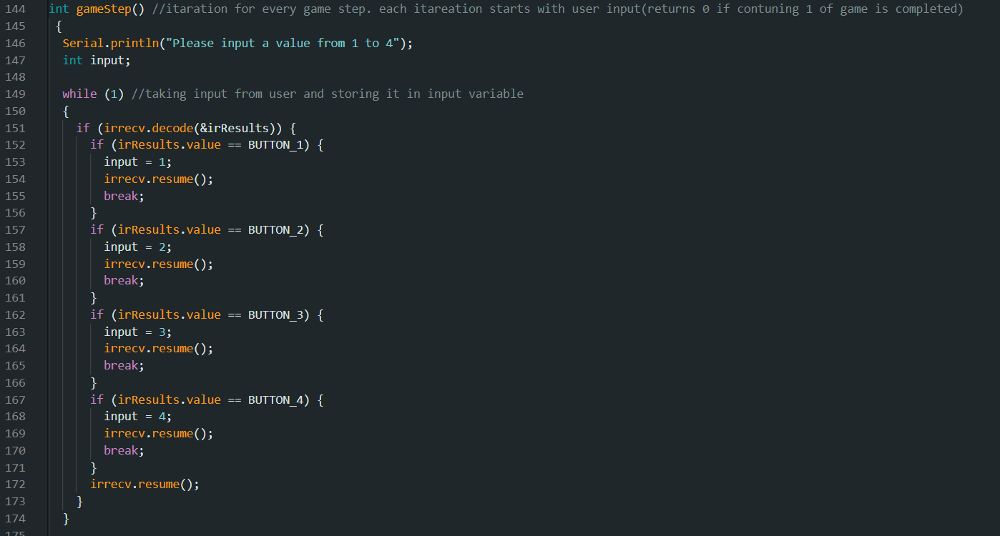 144 int gameStep() //itaration for every game step. each itareation starts with user input(returns 0 if contuning 1 of game is completed)
145 {
146 Serial.println("Please input a value from 1 to 4");
147 int input;
148
149 while (1) //taking input from user and storing it in input variable
150 {
151 if (irrecv.decode(&irResults)) {
152 if (irResults.value == BUTTON_1) {
153 input = 1;
154 irrecv.resume();
155 break;
156 }
157 if (irResults.value == BUTTON_2) {
158 input = 2;
159 irrecv.resume();
160 break;
161 }
162 if (irResults.value == BUTTON_3) {
163 input = 3;
164 irrecv.resume();
165 break;
166 }
167 if (irResults.value == BUTTON_4) {
168 input = 4;
169 irrecv.resume();
170 break;
171 }
172 irrecv.resume();
173 }
174 }
175